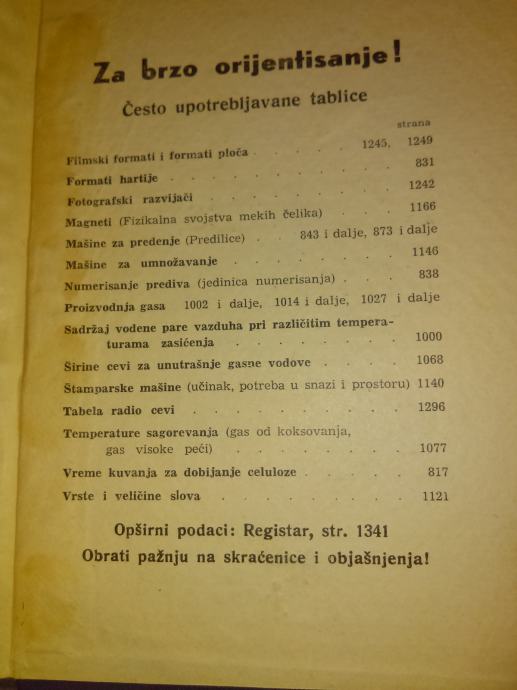 Za brzo orijentisanje!
Često upotrebljavane tablice
strana
Filmski formati i formati ploča . . . . 1245, 1249
Formati hartije . . . . . . . . . . 831
Fotografski razvijači . . . . . . . . 1242
Magneti (Fizikalna svojstva mekih čelika) . . . 1166
Mašine za predenje (Predilice) . . 843 i dalje, 873 i dalje
Mašine za umnožavanje . . . . . . . . 1146
Numerisanje prediva (jedinica numerisanja) . . . 838
Proizvodnja gasa 1002 i dalje, 1014 i dalje, 1027 i dalje
Sadržaj vodene pare vazduha pri različitim tempera-
turama zasićenja . . . . . . . . 1000
Širine cevi za unutrašnje gasne vodove . . . . 1068
Štamparske mašine (učinak, potreba u snazi i prostoru) 1140
Tabela radio cevi . . . . . . . . . . 1296
Temperature sagorevanja (gas od koksovanja,
gas visoke peći) . . . . . . . . . 1077
Vreme kuvanja za dobijanje celuloze . . . . . 817
Vrste i veličine slova . . . . . . . . 1121
Opširni podaci: Registar, str. 1341
Obrati pažnju na skraćenice i objašnjenja!